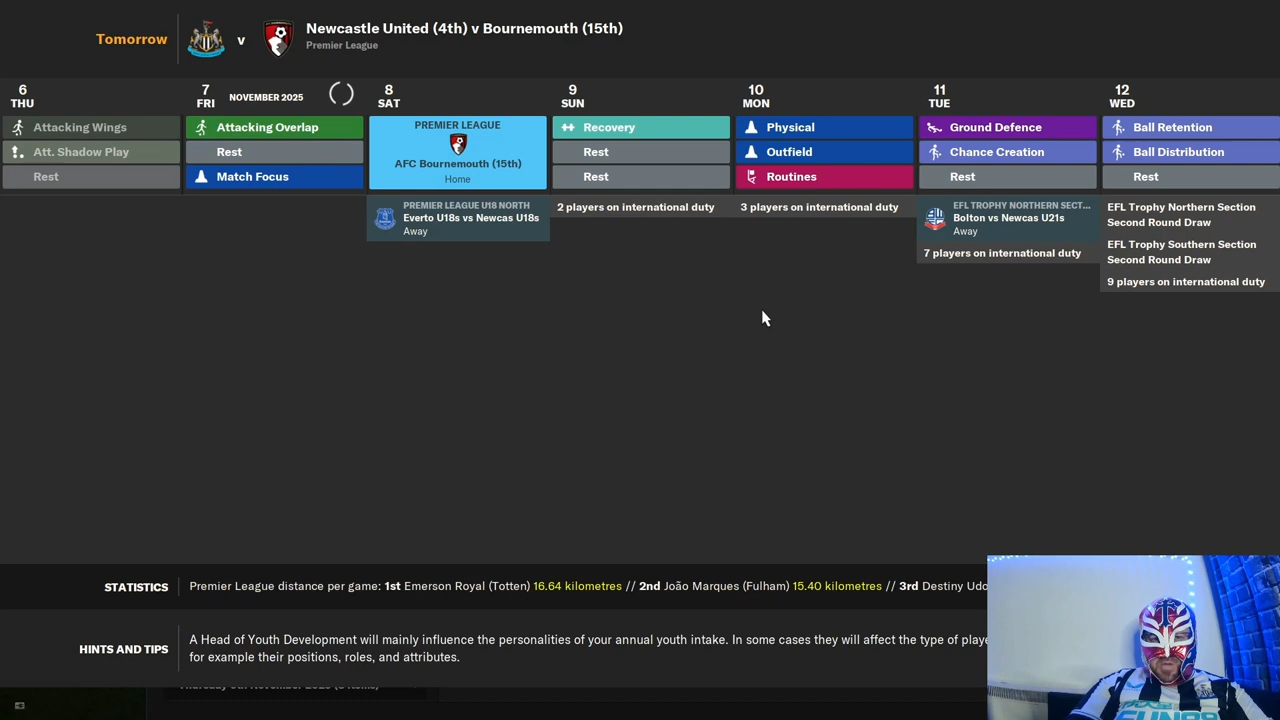 Tomorrow
v
Newcastle United (4th) v Bournemouth (15th)
Premier League
6
THU
7
FRI
NOVEMBER 2025
8
SAT
9
SUN
10
MON
11
TUE
12
WED
Attacking Wings
Att. Shadow Play
Rest
Attacking Overlap
Rest
Match Focus
PREMIER LEAGUE
AFC Bournemouth (15th)
Home
PREMIER LEAGUE U18 NORTH
Everto U18s vs Newcas U18s
Away
Recovery
Rest
Rest
2 players on international duty
Physical
Outfield
Routines
3 players on international duty
Ground Defence
Chance Creation
Rest
EFL TROPHY NORTHERN SECT...
Bolton vs Newcas U21s
Away
7 players on international duty
Ball Retention
Ball Distribution
Rest
EFL Trophy Northern Section
Second Round Draw
EFL Trophy Southern Section
Second Round Draw
9 players on international duty
STATISTICS
Premier League distance per game: 1st Emerson Royal (Totten) 16.64 kilometres // 2nd João Marques (Fulham) 15.40 kilometres // 3rd Destiny Udo
HINTS AND TIPS
A Head of Youth Development will mainly influence the personalities of your annual youth intake. In some cases they will affect the type of playe
for example their positions, roles, and attributes.